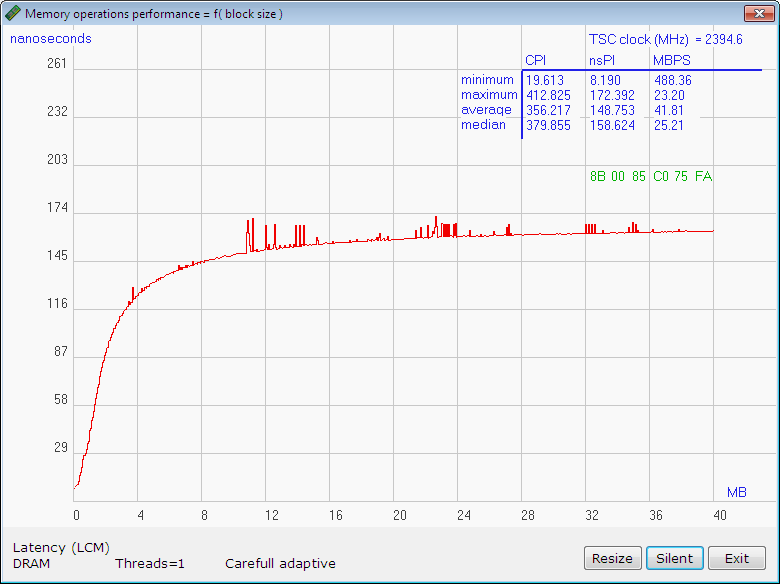 Memory operations performance = f( block size )
nanoseconds
TSC clock (MHz) = 2394.6
CPI nsPI MBPS
minimum 19.613 8.190 488.36
maximum 412.825 172.392 23.20
average 356.217 148.753 41.81
median 379.855 158.624 25.21
8B 00 85 C0 75 FA
261
232
203
174
145
116
87
58
29
MB
0 4 8 12 16 20 24 28 32 36 40
Latency (LCM)
DRAM Threads=1 Carefull adaptive
Resize Silent Exit